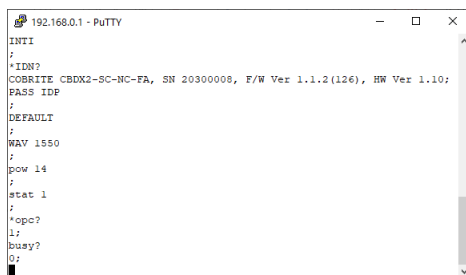 192.168.0.1 - PuTTY
INTI
;
*IDN?
COBRITE CBDX2-SC-NC-FA, SN 20300008, F/W Ver 1.1.2(126), HW Ver 1.10;
PASS IDP
;
DEFAULT
;
WAV 1550
;
pow 14
;
stat 1
;
*opc?
1;
busy?
0;